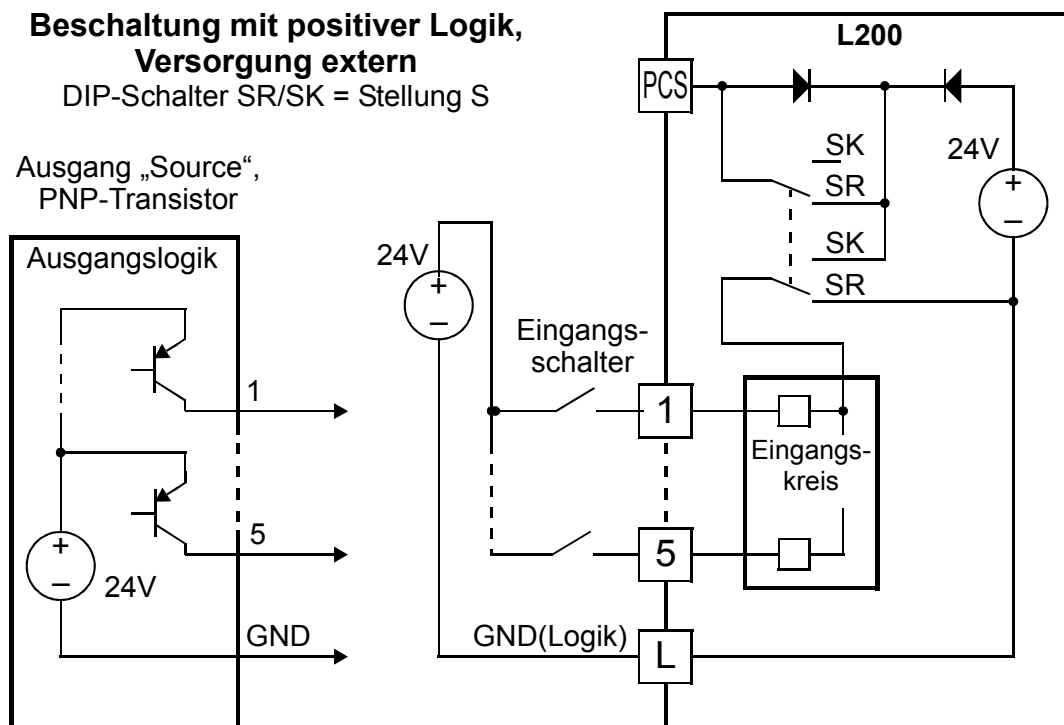 Beschaltung mit positiver Logik,
Versorgung extern
DIP-Schalter SR/SK = Stellung S
Ausgang „Source“,
PNP-Transistor
Ausgangslogik
1
5
+
–
24V
GND
24V
+
–
Eingangs-
schalter
GND(Logik)
L200
PCS
SK
SR
SK
SR
24V
+
–
1
Eingangs-
kreis
5
L